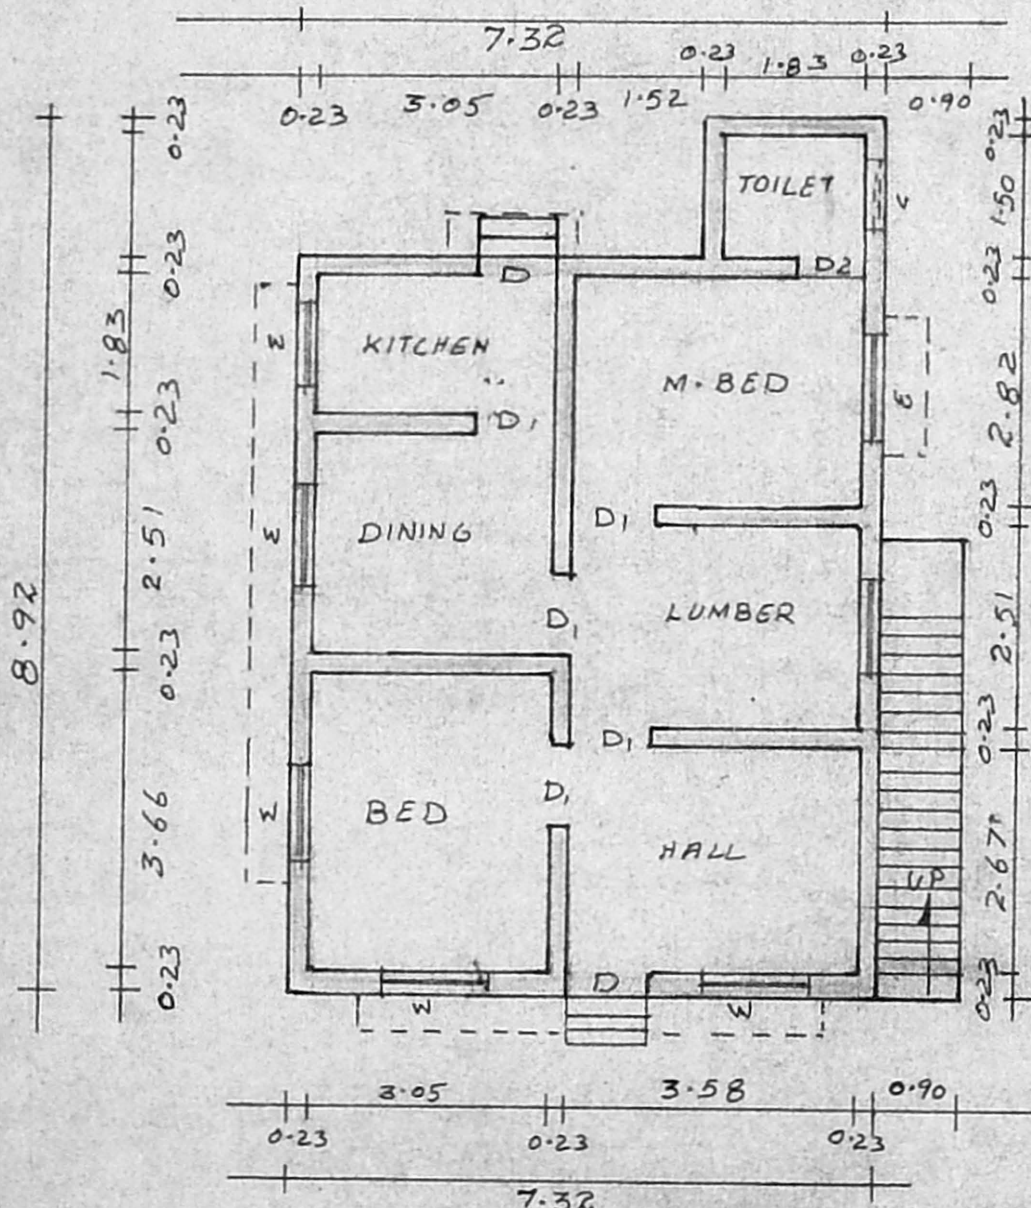 7.32
0.23 1.83 0.23
0.23 3.05 0.23 1.52 0.90
0.23
0.23
TOILET
1.50
V
0.23
D
D2
0.23
1.83
W
KITCHEN
M. BED
W
2.82
0.23
D1
D1
0.23
2.51
W
DINING
8.92
D1
LUMBER
2.51
0.23
D1
0.23
3.66
W
BED
D1
HALL
2.67
UP
0.23
D
0.23
W
W
3.05 3.58 0.90
0.23 0.23 0.23
7.32